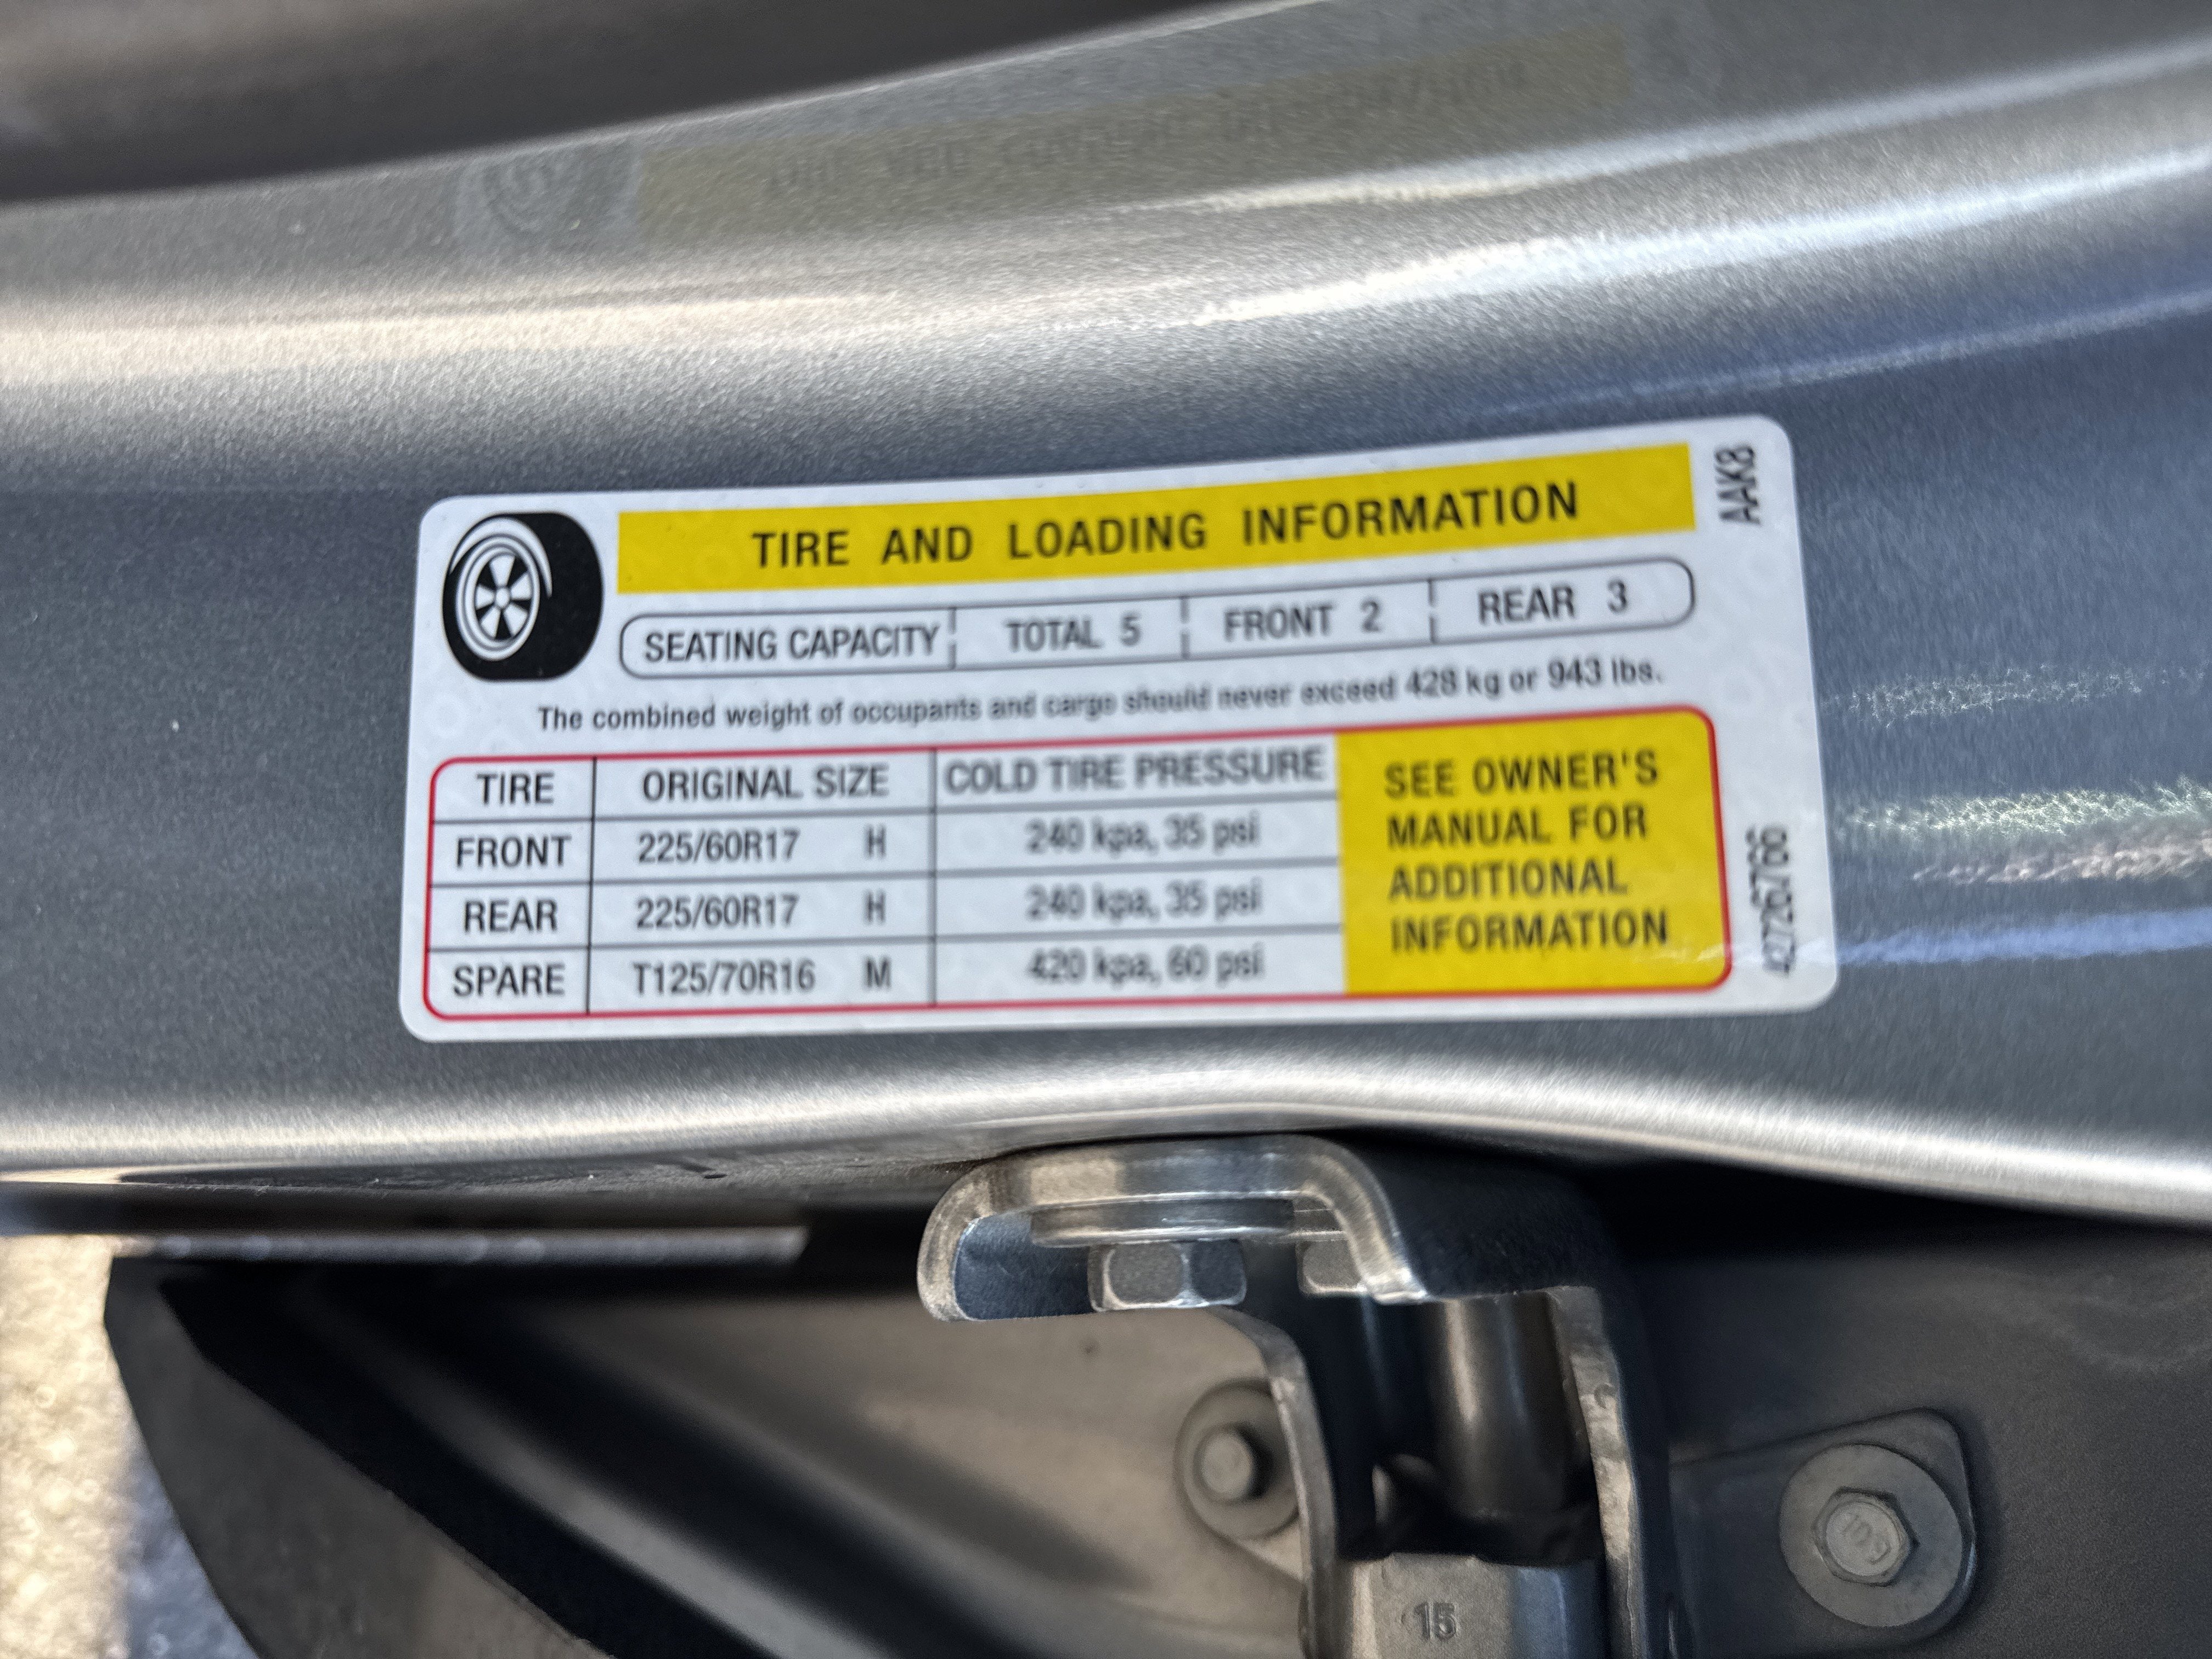 TIRE AND LOADING INFORMATION
AAK8
SEATING CAPACITY TOTAL 5 FRONT 2 REAR 3
The combined weight of occupants and cargo should never exceed 428 kg or 943 lbs.
TIRE ORIGINAL SIZE COLD TIRE PRESSURE
FRONT 225/60R17 H 240 kpa, 35 psi
REAR 225/60R17 H 240 kpa, 35 psi
SPARE T125/70R16 M 420 kpa, 60 psi
SEE OWNER'S
MANUAL FOR
ADDITIONAL
INFORMATION
4272676​6
15